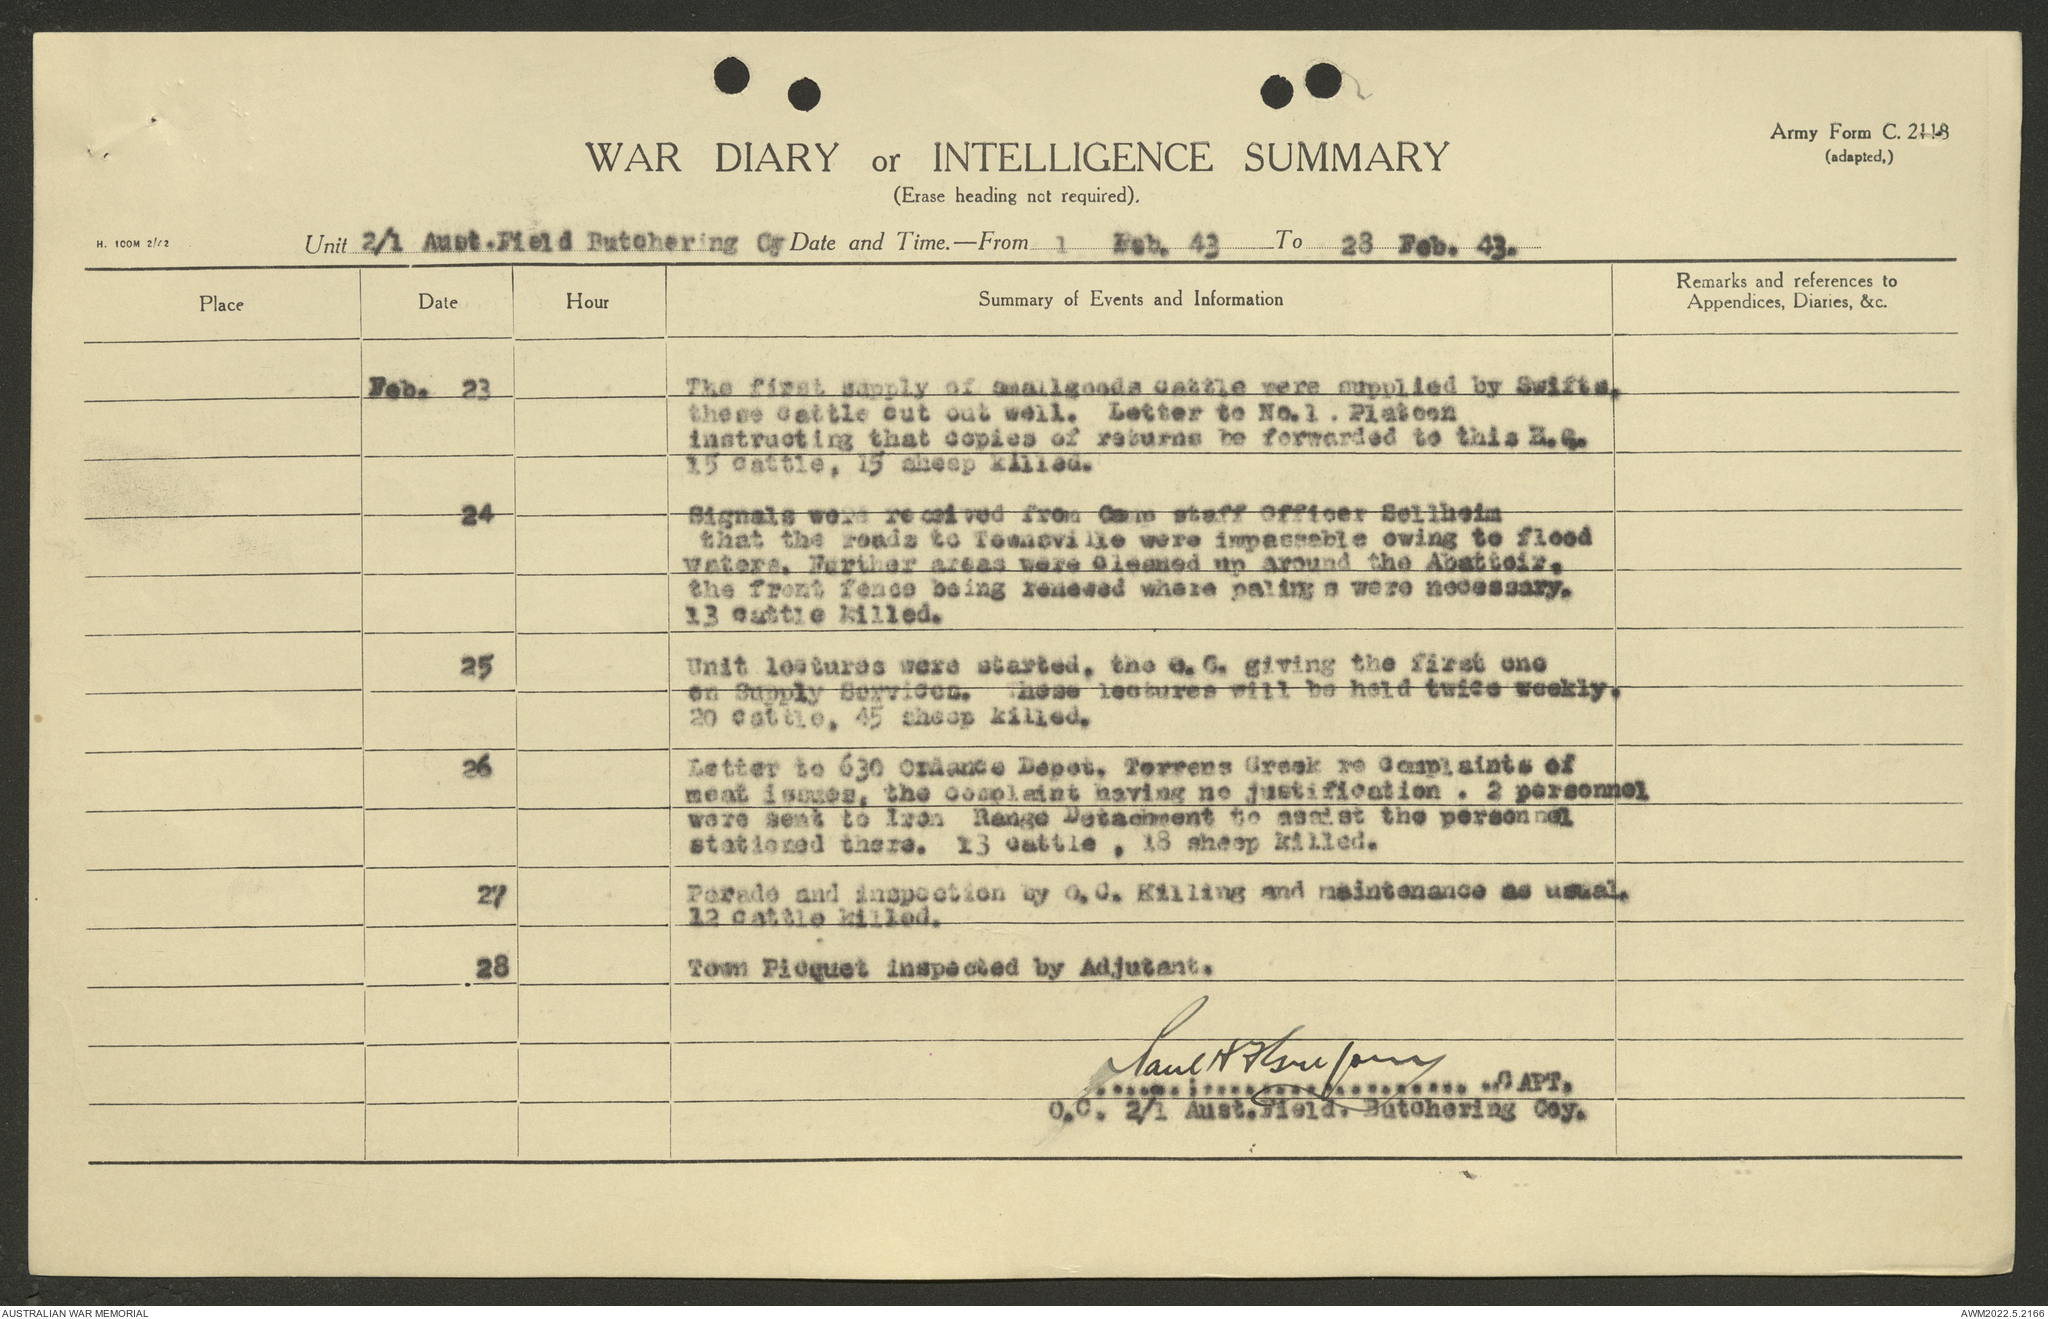 Army Form C. 2118
(adapted,)
WAR DIARY or INTELLIGENCE SUMMARY
(Erase heading not required).
H. 100M 2/42
Unit 2/1 Aust.Field Butchering Cy Date and Time.—From 1 Feb. 43 To 28 Feb. 43.
Place Date Hour Summary of Events and Information Remarks and references to
Appendices, Diaries, &c.
Feb. 23 The first supply of smallgoods cattle were supplied by Swifts,
these cattle cut out well. Letter to No.1 . Platoon
instructing that copies of returns be forwarded to this H.Q.
15 cattle, 15 sheep killed.
24 Signals were received from Camp staff Officer Sellheim
that the roads to Townsville were impassable owing to flood
waters. Further areas were cleaned up around the Abattoir,
the front fence being renewed where paling s were necessary.
13 cattle killed.
25 Unit lectures were started, the O.C. giving the first one
on Supply Services. These lectures will be held twice weekly.
20 cattle, 45 sheep killed.
26 Letter to 630 Ordance Depot, Torrens Creek re Complaints of
meat issues, the complaint having no justification . 2 personnel
were sent to Iron Range Detachment to assist the personnel
stationed there. 13 cattle , 18 sheep killed.
27 Parade and inspection by O.C. Killing and maintenance as usual.
12 cattle killed.
28 Town Picquet inspected by Adjutant.
CAPT.
O.C. 2/1 Aust.Field. Butchering Coy.
AUSTRALIAN WAR MEMORIAL
AWM2022.5.2166